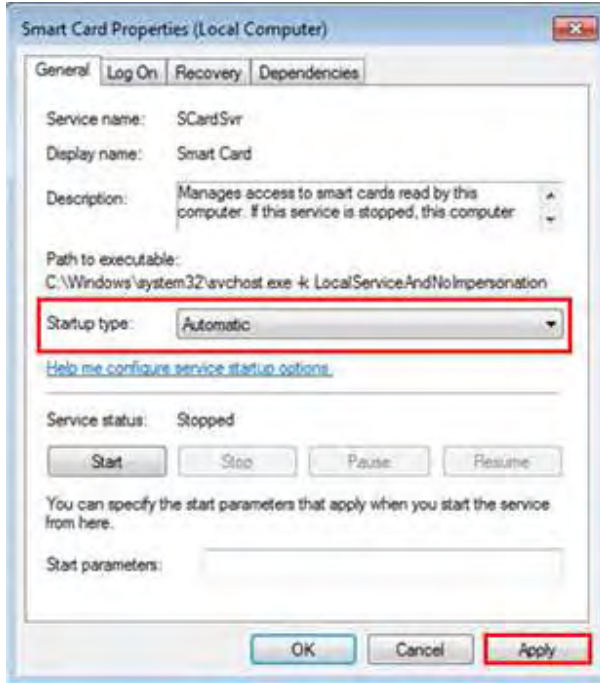 Smart Card Properties (Local Computer)
General Log On Recovery Dependencies
Service name: SCardSvr
Display name: Smart Card
Description: Manages access to smart cards read by this
computer. If this service is stopped, this computer
Path to executable:
C:\Windows\system32\svchost.exe -k LocalServiceAndNoImpersonation
Startup type: Automatic
Help me configure service startup options.
Service status: Stopped
Start Stop Pause Resume
You can specify the start parameters that apply when you start the service
from here.
Start parameters:
OK Cancel Apply